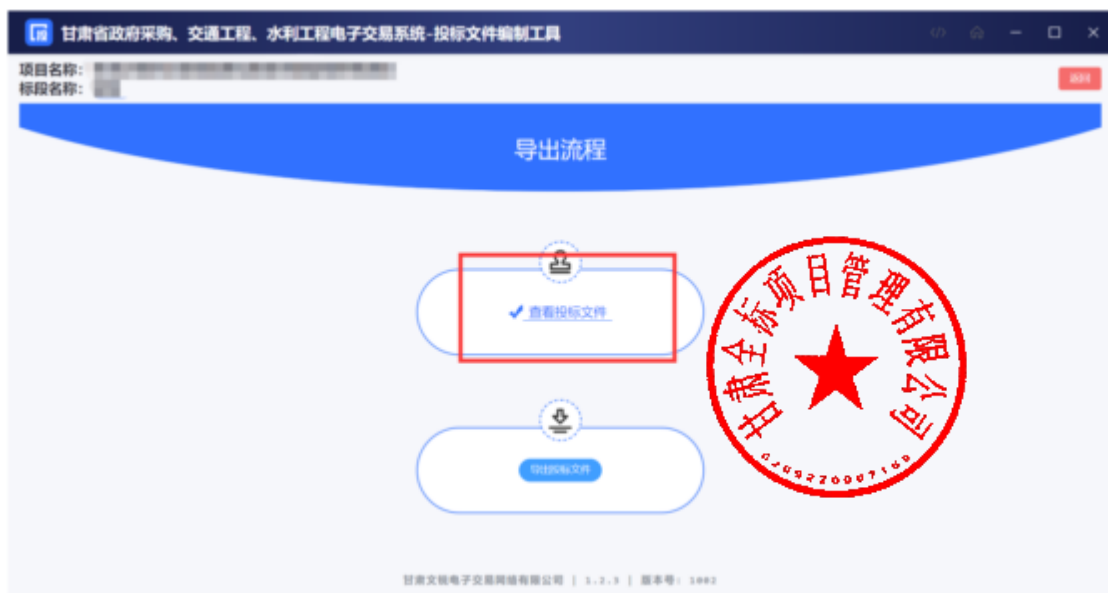 甘肃省政府采购、交通工程、水利工程电子交易系统-投标文件编制工具
项目名称:
标段名称:
返回
导出流程
查看投标文件
导出投标文件
甘肃全标项目管理有限公司
甘肃文锐电子交易网络有限公司 | 1.2.3 | 版本号: 1002